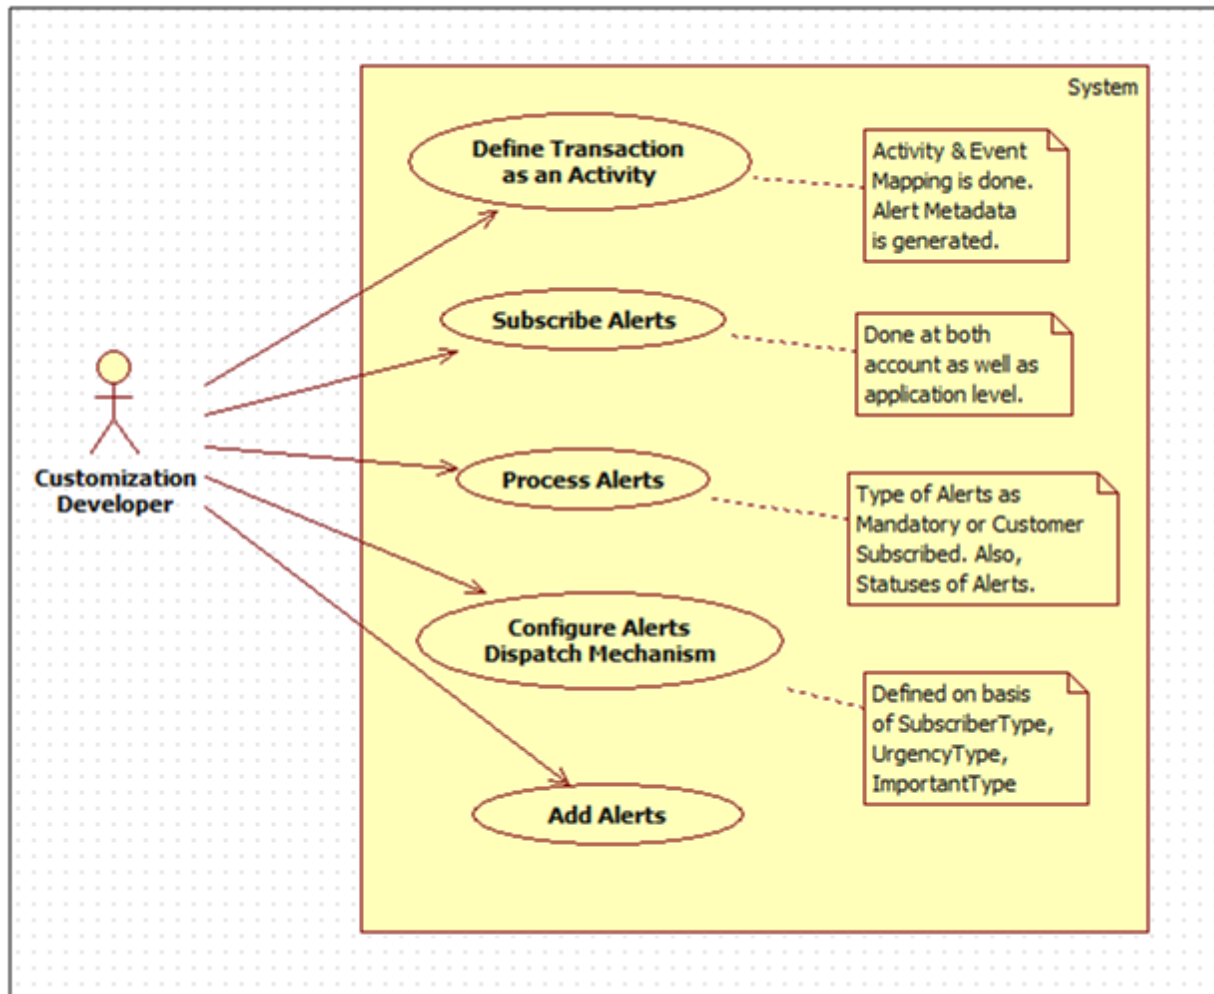 System
Define Transaction
as an Activity
Activity & Event
Mapping is done.
Alert Metadata
is generated.
Subscribe Alerts
Done at both
account as well as
application level.
Customization
Developer
Process Alerts
Type of Alerts as
Mandatory or Customer
Subscribed. Also,
Statuses of Alerts.
Configure Alerts
Dispatch Mechanism
Defined on basis
of SubscriberType,
UrgencyType,
ImportantType
Add Alerts